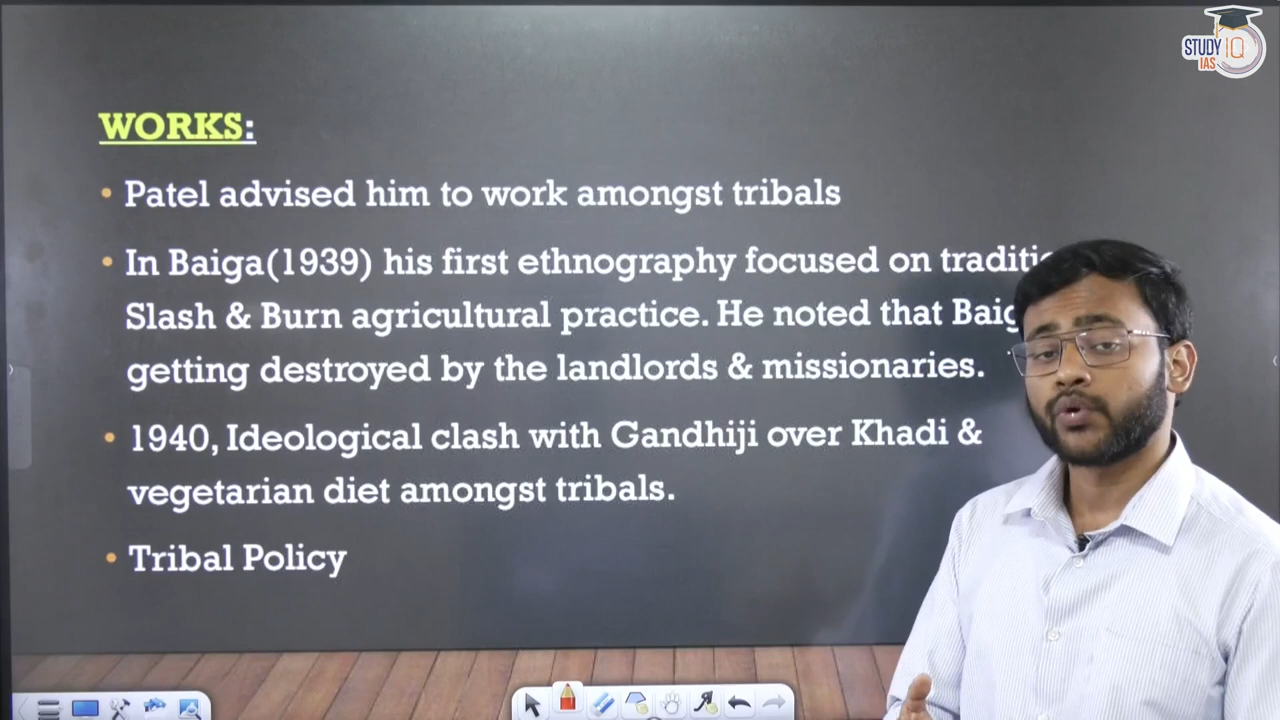 STUDY IQ
IAS
WORKS:
• Patel advised him to work amongst tribals
• In Baiga(1939) his first ethnography focused on
Slash & Burn agricultural practice. He noted that
getting destroyed by the landlords & missionaries.
• 1940, Ideological clash with Gandhiji over Khadi &
vegetarian diet amongst tribals.
• Tribal Policy